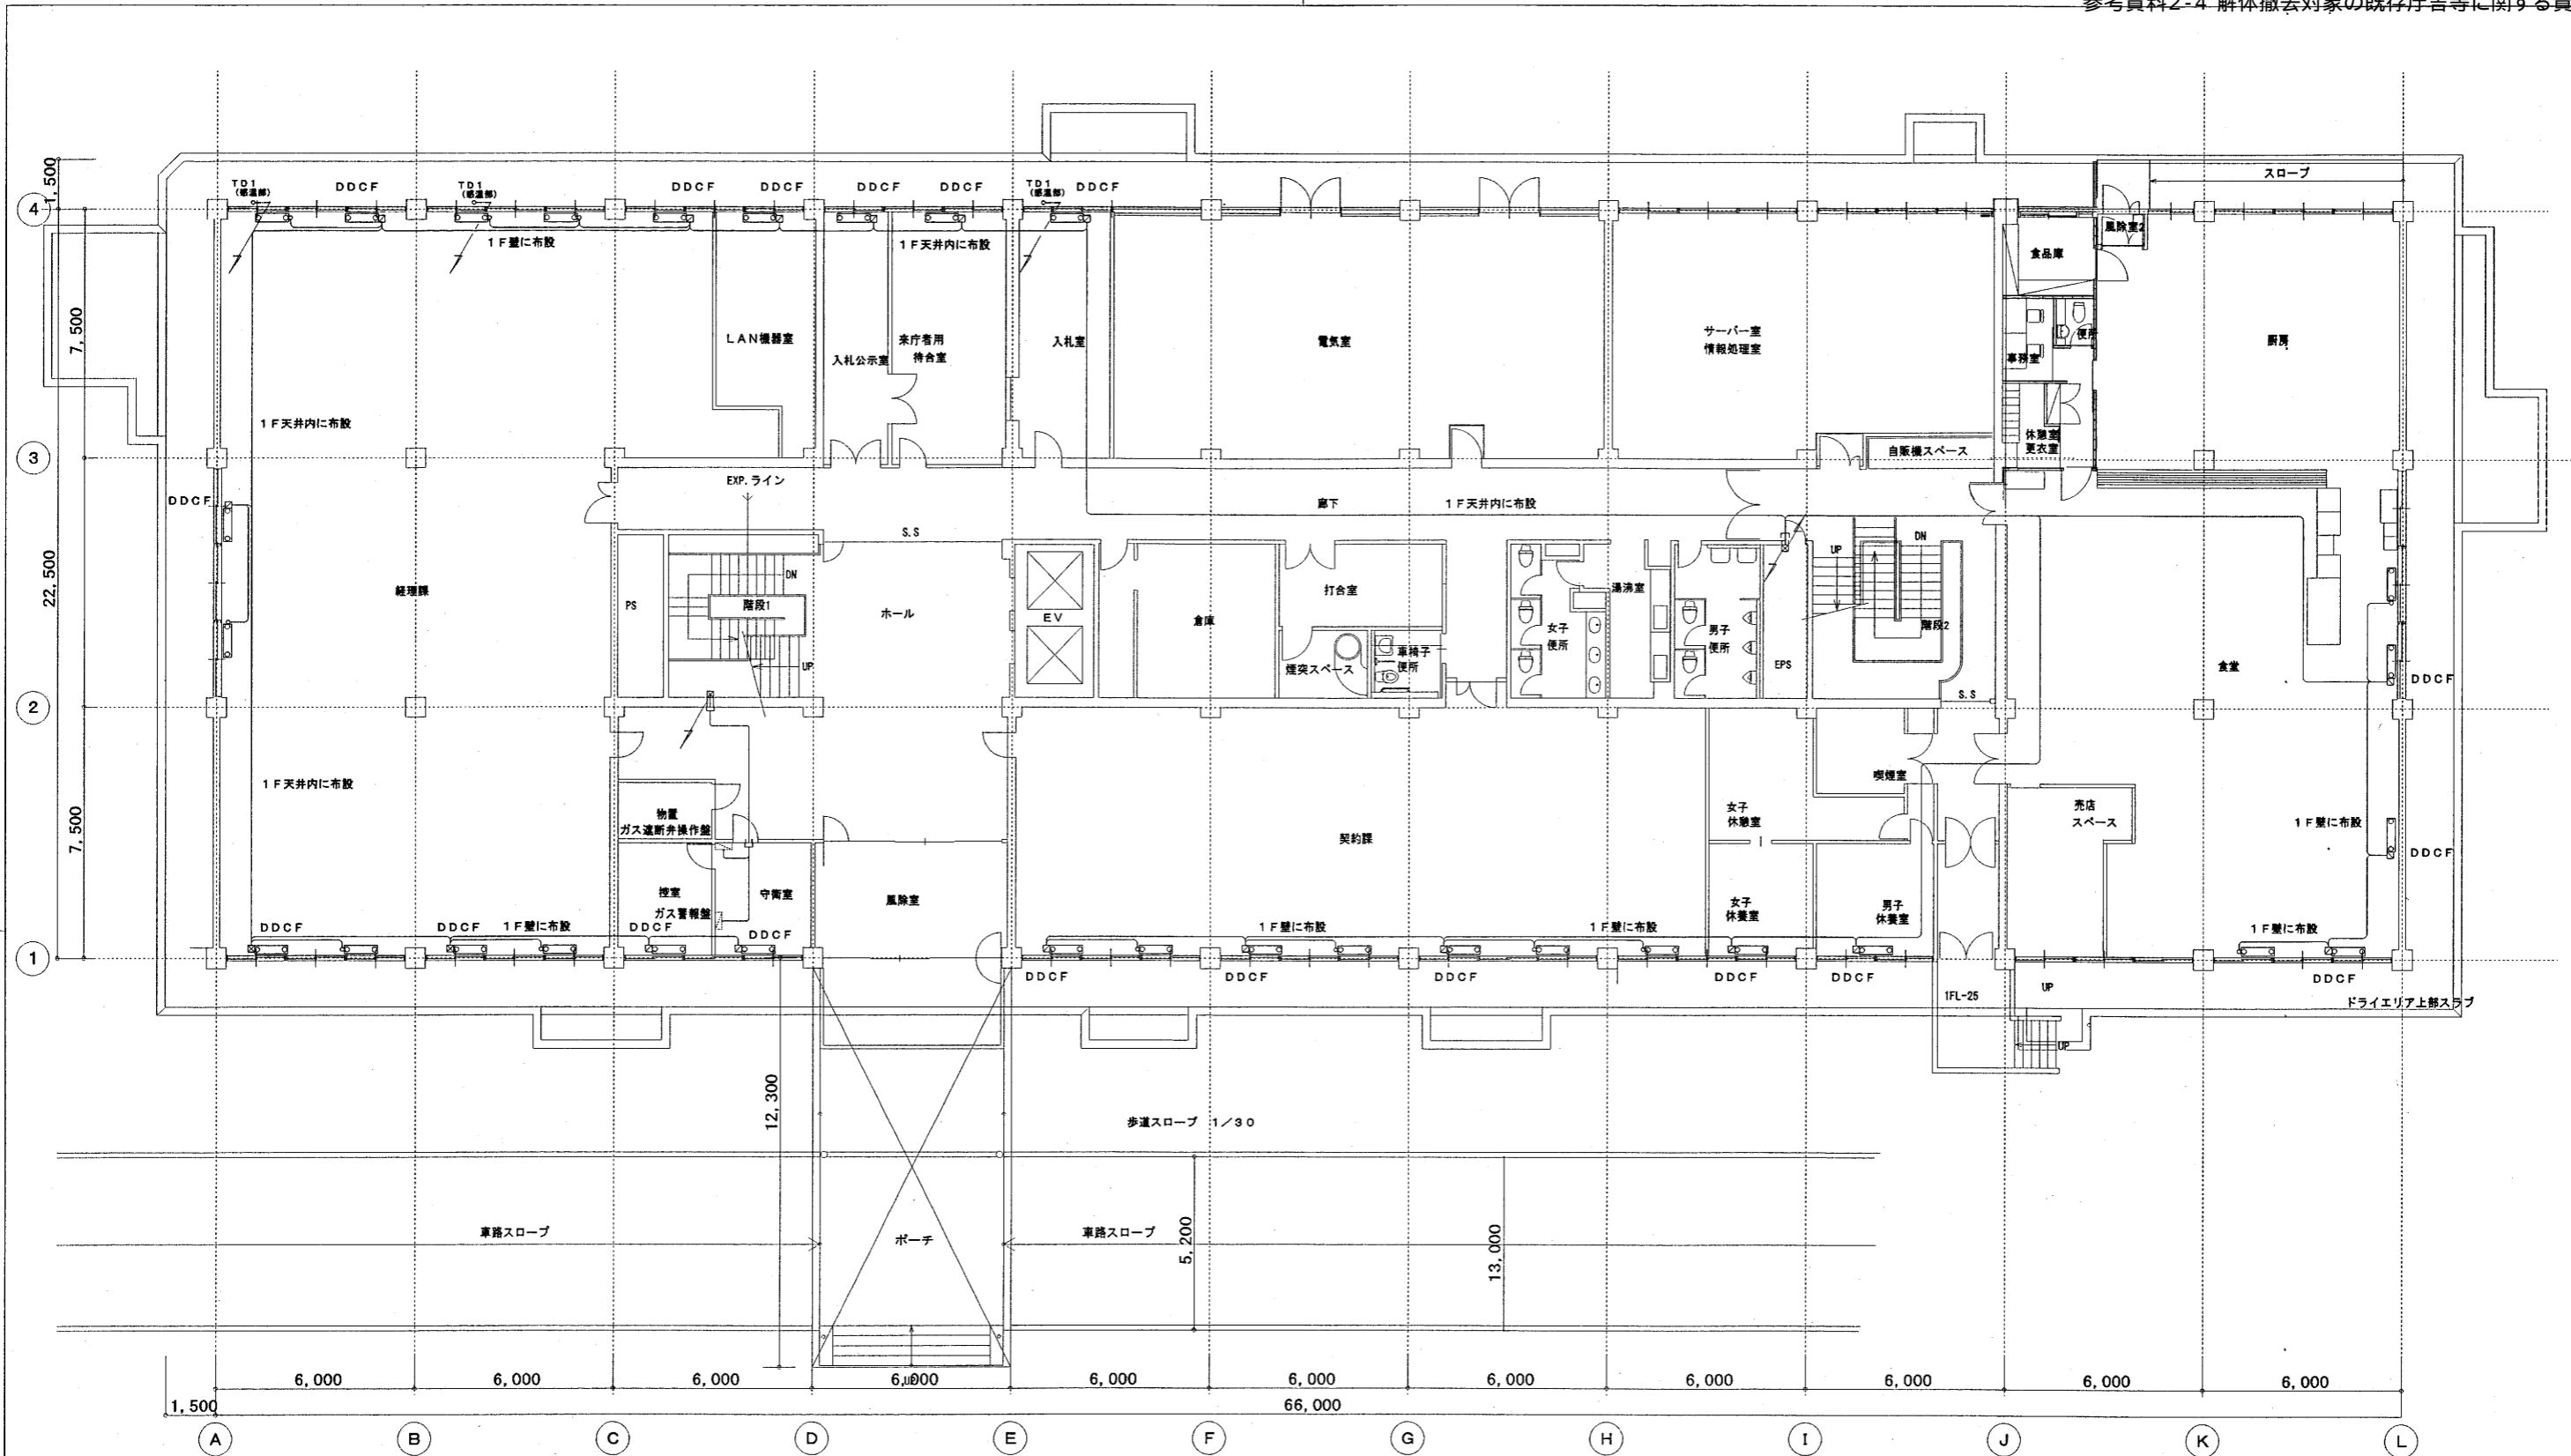 参考資料2-4 解体撤去対象の既存庁舎等に関する資
1,500
TD1
(感温部)
DDCF
TD1
(感温部)
DDCF
DDCF
DDCF
DDCF
TD1
(感温部)
DDCF
スロープ
4
1F壁に布設
1F天井内に布設
風除室2
食品庫
7,500
LAN機器室
入札公示室
来庁者用
待合室
入札室
電気室
サーバー室
情報処理室
便所
事務室
厨房
1F天井内に布設
休憩室
更衣室
自販機スペース
3
EXP.ライン
DDCF
廊下
1F天井内に布設
S.S
UP
DN
22,500
経理課
PS
DN
階段1
UP
ホール
EV
倉庫
打合室
煙突スペース
車椅子
便所
女子
便所
湯沸室
男子
便所
EPS
階段2
S.S
食堂
DDCF
2
1F天井内に布設
7,500
物置
ガス遮断弁操作盤
契約課
女子
休憩室
喫煙室
売店
スペース
1F壁に布設
DDCF
控室
ガス警報盤
守衛室
風除室
女子
休養室
男子
休養室
DDCF
DDCF
1F壁に布設
DDCF
DDCF
1F壁に布設
1F壁に布設
1F壁に布設
1
DDCF
DDCF
DDCF
DDCF
DDCF
1FL-25
UP
DDCF
ドライエリア上部スラブ
UP
12,300
歩道スロープ 1/30
車路スロープ
ポーチ
車路スロープ
5,200
13,000
UP
6,000
6,000
6,000
6,000
6,000
6,000
6,000
6,000
6,000
6,000
6,000
1,500
66,000
A
B
C
D
E
F
G
H
I
J
K
L